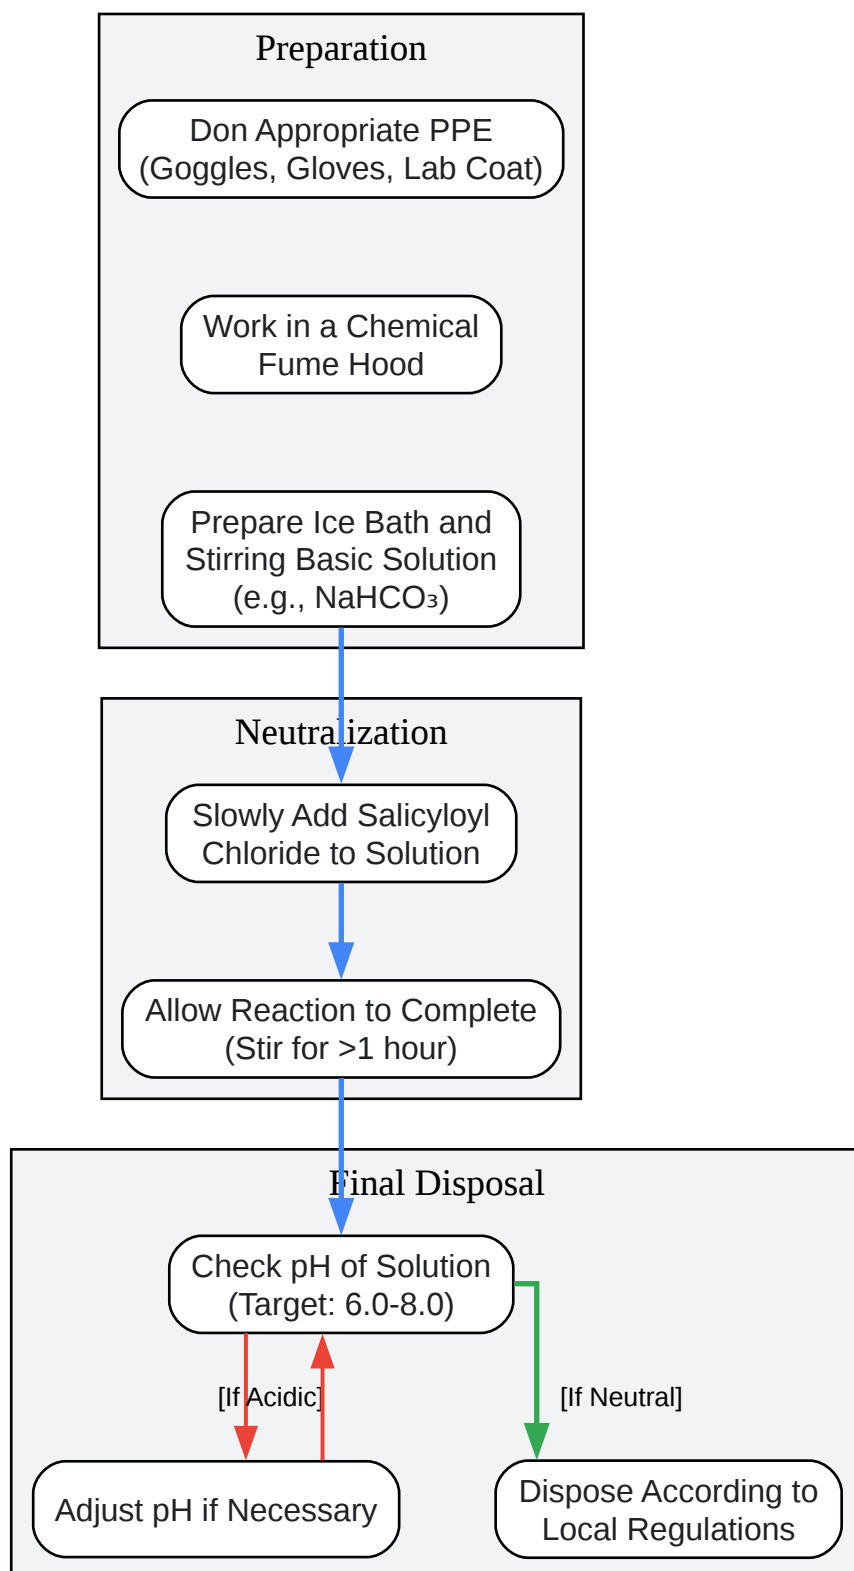 Preparation
Don Appropriate PPE
(Goggles, Gloves, Lab Coat)
Work in a Chemical
Fume Hood
Prepare Ice Bath and
Stirring Basic Solution
(e.g., NaHCO₃)
Neutralization
Slowly Add Salicyloyl
Chloride to Solution
Allow Reaction to Complete
(Stir for >1 hour)
Final Disposal
Check pH of Solution
(Target: 6.0-8.0)
[If Acidic]
[If Neutral]
Adjust pH if Necessary
Dispose According to
Local Regulations